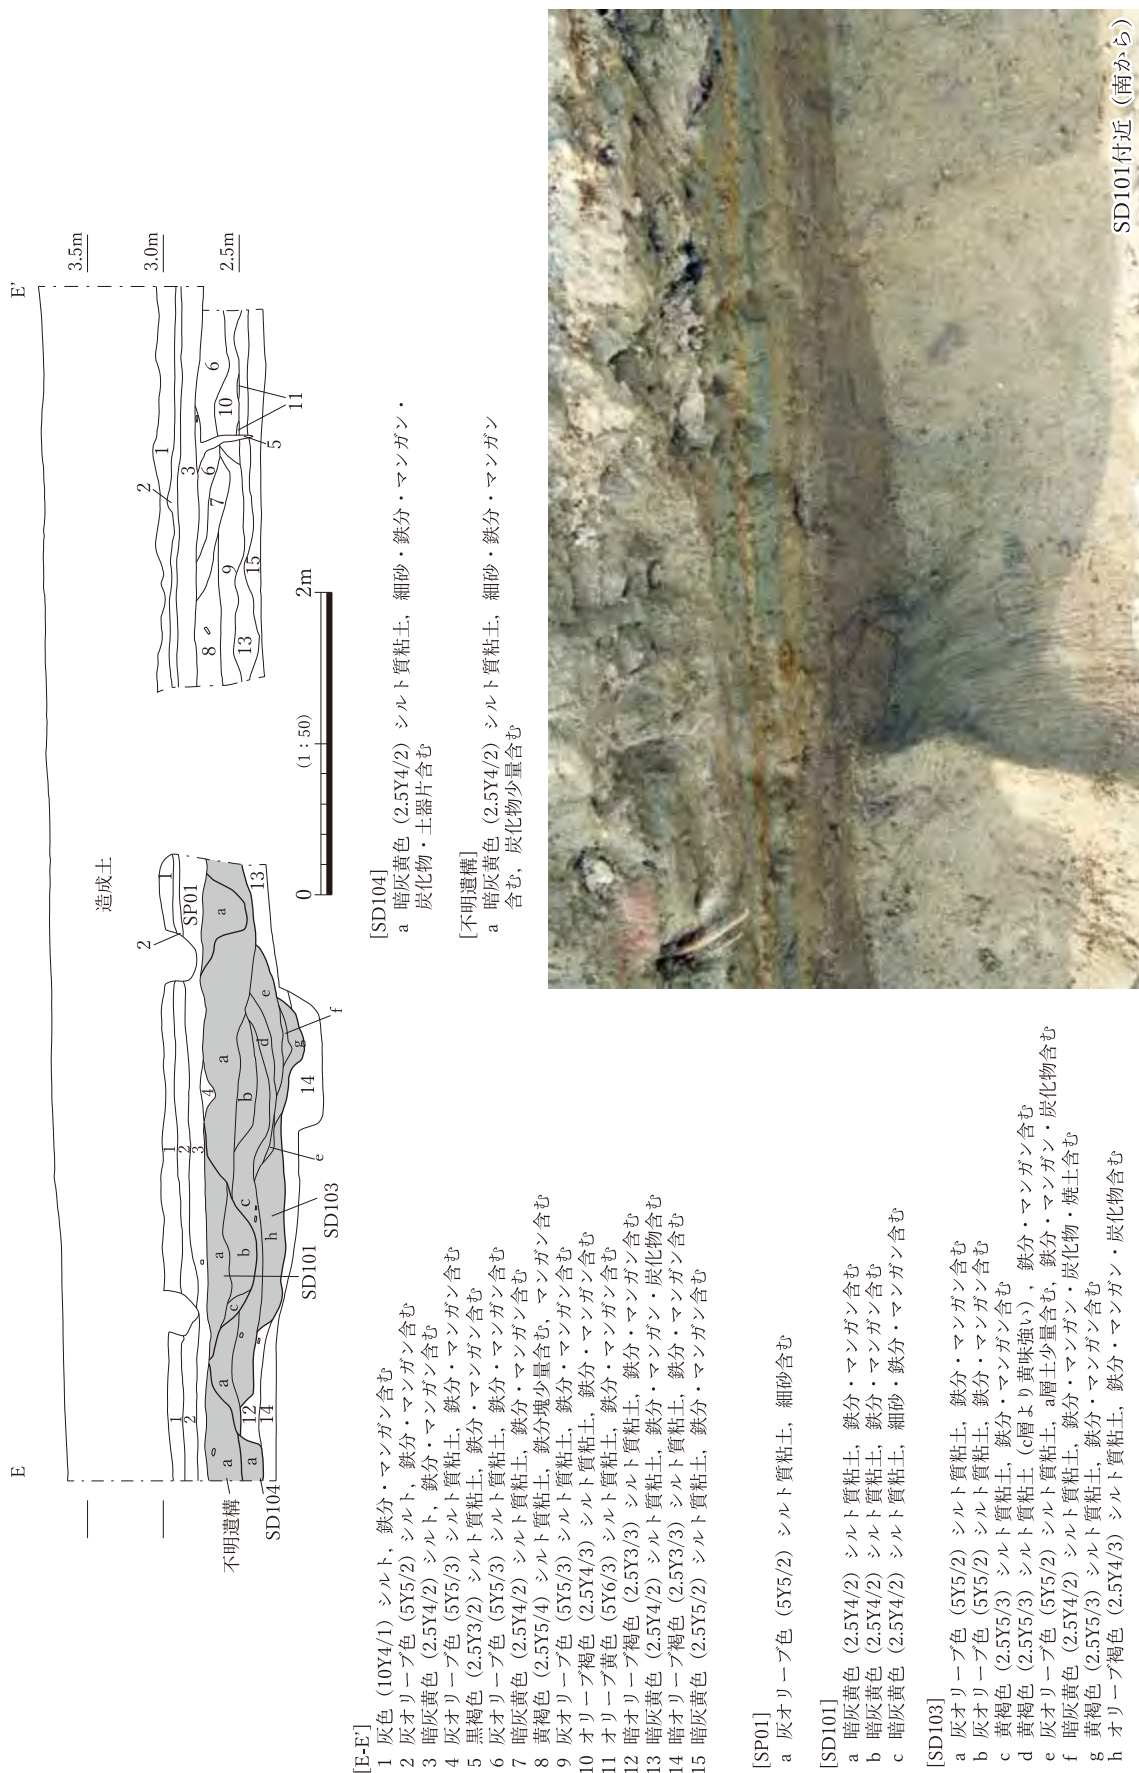 E
E'
3.5m
3.0m
2.5m
造成土
1
2
3
1
2
4
SP01
2
1
2
1
3
a
a
a
a
b
c
c
a
b
a
d
e
f
g
h
e
12
14
14
13
8
13
9
15
7
6
10
6
11
5
不明遺構
SD104
SD101
SD103
(1：50)
0
2m
[E-E']
1 灰色（10Y4/1）シルト，鉄分・マンガン含む
2 灰オリーブ色（5Y5/2）シルト，鉄分・マンガン含む
3 暗灰黄色（2.5Y4/2）シルト，鉄分・マンガン含む
4 灰オリーブ色（5Y5/3）シルト質粘土，鉄分・マンガン含む
5 黒褐色（2.5Y3/2）シルト質粘土，鉄分・マンガン含む
6 灰オリーブ色（5Y5/3）シルト質粘土，鉄分・マンガン含む
7 暗灰黄色（2.5Y4/2）シルト質粘土，鉄分・マンガン含む
8 黄褐色（2.5Y5/4）シルト質粘土，鉄分塊少量含む，マンガン含む
9 灰オリーブ色（5Y5/3）シルト質粘土，鉄分・マンガン含む
10 オリーブ褐色（2.5Y4/3）シルト質粘土，鉄分・マンガン含む
11 オリーブ黄色（5Y6/3）シルト質粘土，鉄分・マンガン含む
12 暗オリーブ褐色（2.5Y3/3）シルト質粘土，鉄分・マンガン含む
13 暗灰黄色（2.5Y4/2）シルト質粘土，鉄分・マンガン・炭化物含む
14 暗オリーブ褐色（2.5Y3/3）シルト質粘土，鉄分・マンガン含む
15 暗灰黄色（2.5Y5/2）シルト質粘土，鉄分・マンガン含む
[SP01]
a 灰オリーブ色（5Y5/2）シルト質粘土，細砂含む
[SD101]
a 暗灰黄色（2.5Y4/2）シルト質粘土，鉄分・マンガン含む
b 暗灰黄色（2.5Y4/2）シルト質粘土，鉄分・マンガン含む
c 暗灰黄色（2.5Y4/2）シルト質粘土，細砂・鉄分・マンガン含む
[SD103]
a 灰オリーブ色（5Y5/2）シルト質粘土，鉄分・マンガン含む
b 灰オリーブ色（5Y5/2）シルト質粘土，鉄分・マンガン含む
c 黄褐色（2.5Y5/3）シルト質粘土，鉄分・マンガン含む
d 黄褐色（2.5Y5/3）シルト質粘土（c層より黄味強い），鉄分・マンガン含む
e 灰オリーブ色（5Y5/2）シルト質粘土，a層土少量含む，鉄分・マンガン・炭化物含む
f 暗灰黄色（2.5Y4/2）シルト質粘土，鉄分・マンガン・炭化物・焼土含む
g 黄褐色（2.5Y5/3）シルト質粘土，鉄分・マンガン含む
h オリーブ褐色（2.5Y4/3）シルト質粘土，鉄分・マンガン・炭化物含む
[SD104]
a 暗灰黄色（2.5Y4/2）シルト質粘土，細砂・鉄分・マンガン・
炭化物・土器片含む
[不明遺構]
a 暗灰黄色（2.5Y4/2）シルト質粘土，細砂・鉄分・マンガン
含む，炭化物少量含む
SD101付近（南から）